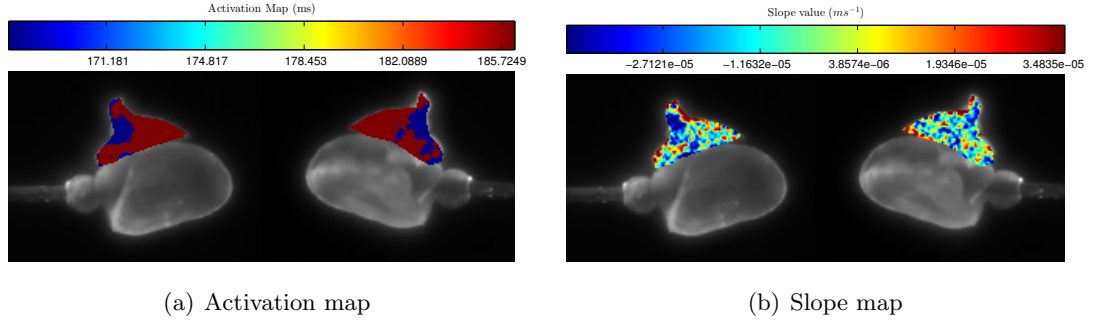 Activation Map (ms)
171.181 174.817 178.453 182.0889 185.7249
(a) Activation map
Slope value (ms⁻¹)
−2.7121e−05 −1.1632e−05 3.8574e−06 1.9346e−05 3.4835e−05
(b) Slope map